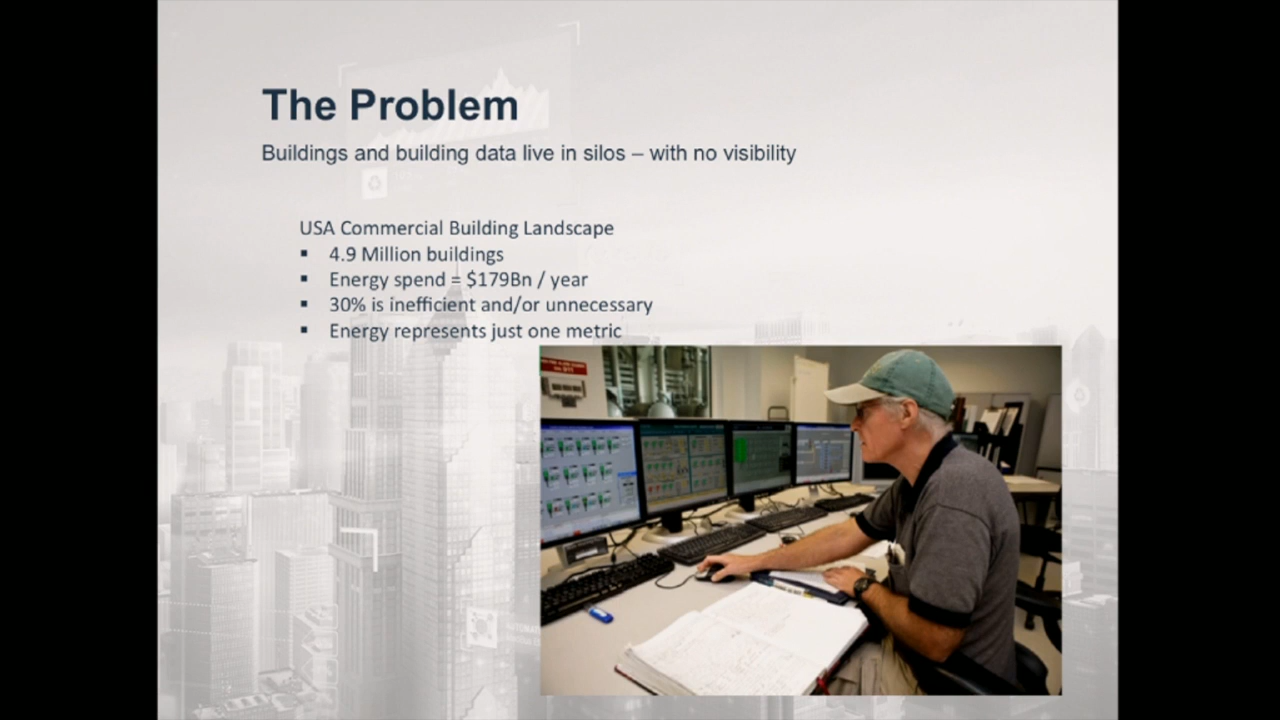 The Problem
Buildings and building data live in silos – with no visibility
USA Commercial Building Landscape
▪ 4.9 Million buildings
▪ Energy spend = $179Bn / year
▪ 30% is inefficient and/or unnecessary
▪ Energy represents just one metric